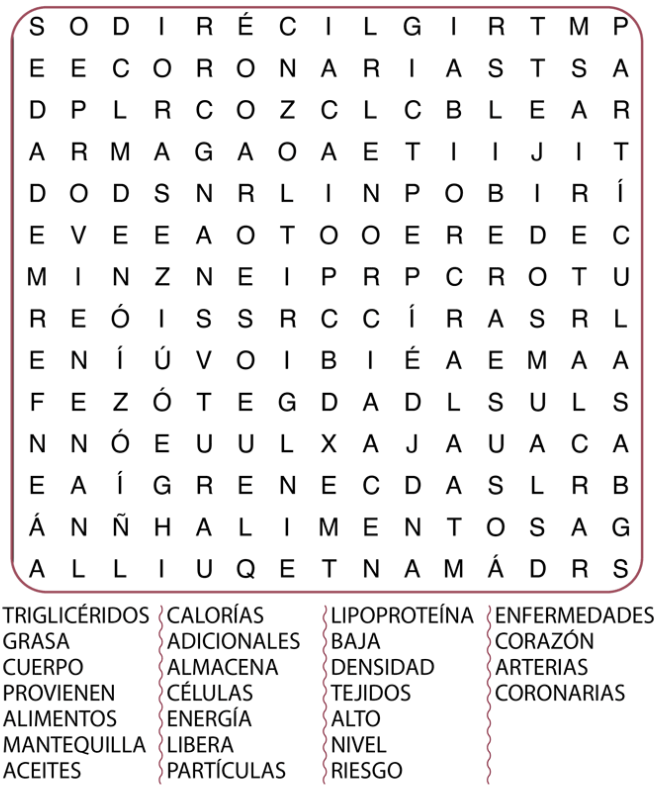 S O D I R É C I L G I R T M P
E E C O R O N A R I A S T S A
D P L R C O Z C L C B L E A R
A R M A G A O A E T I I J I T
D O D S N R L I N P O B I R Í
E V E E A O T O O E R E D E C
M I N Z N E I P R P C R O T U
R E Ó I S S R C C Í R A S R L
E N Í Ú V O I B I É A E M A A
F E Z Ó T E G D A D L S U L S
N N Ó E U U L X A J A U A C A
E A Í G R E N E C D A S L R B
Á N Ñ H A L I M E N T O S A G
A L L I U Q E T N A M Á D R S
TRIGLICÉRIDOS CALORÍAS LIPOPROTEÍNA ENFERMEDADES
GRASA ADICIONALES BAJA CORAZÓN
CUERPO ALMACENA DENSIDAD ARTERIAS
PROVIENEN CÉLULAS TEJIDOS CORONARIAS
ALIMENTOS ENERGÍA ALTO
MANTEQUILLA LIBERA NIVEL
ACEITES PARTÍCULAS RIESGO